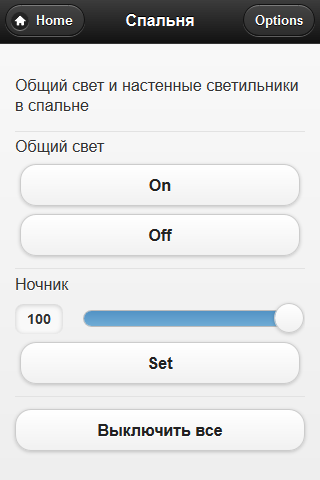 Home
Спальня
Options
Общий свет и настенные светильники
в спальне
Общий свет
On
Off
Ночник
100
Set
Выключить все